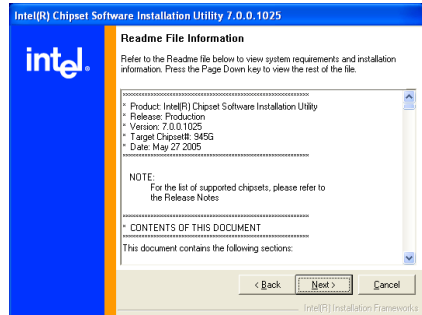 Intel(R) Chipset Software Installation Utility 7.0.0.1025
intel.
Readme File Information
Refer to the Readme file below to view system requirements and installation
information. Press the Page Down key to view the rest of the file.
* Product: Intel(R) Chipset Software Installation Utility
* Release: Production
* Version: 7.0.0.1025
* Target Chipset#: 945G
* Date: May 27 2005
NOTE:
For the list of supported chipsets, please refer to
the Release Notes
* CONTENTS OF THIS DOCUMENT
This document contains the following sections:
< Back
Next >
Cancel
Intel(R) Installation Frameworks